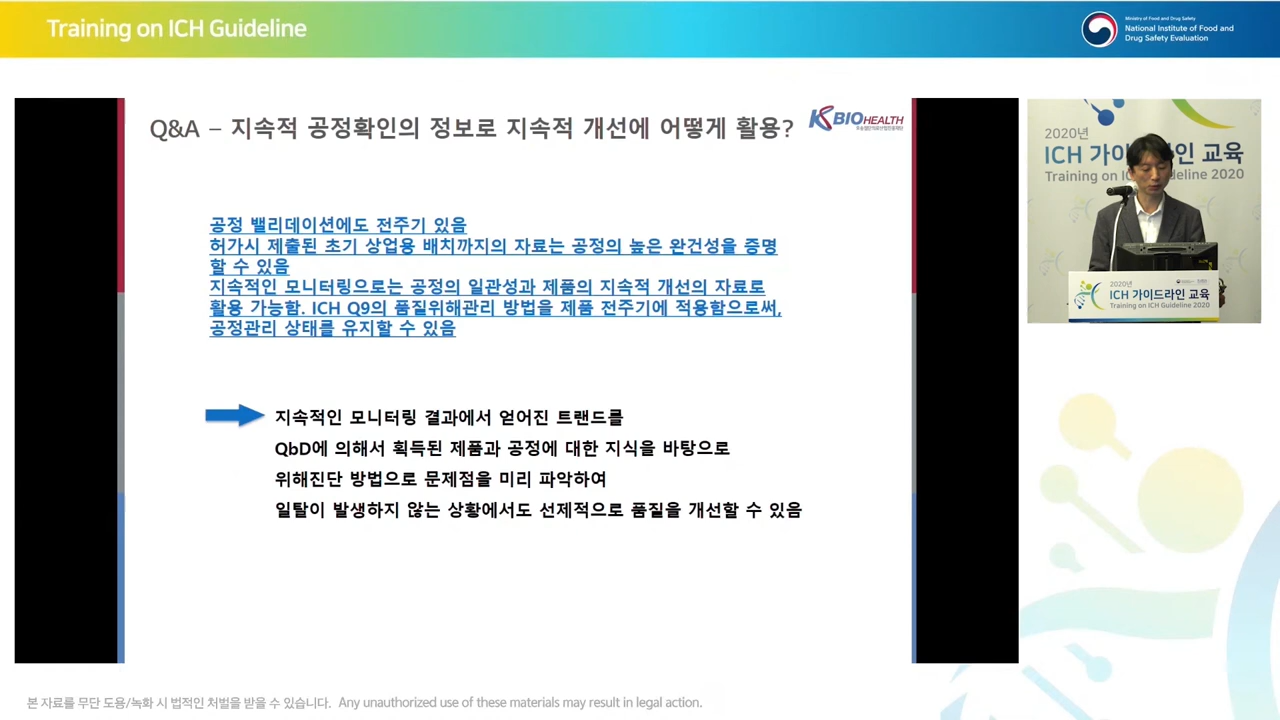 Training on ICH Guideline
Ministry of Food and Drug Safety
National Institute of Food and
Drug Safety Evaluation
Q&A – 지속적 공정확인의 정보로 지속적 개선에 어떻게 활용?
KBIOHEALTH
공정 밸리데이션에도 전주기 있음
허가시 제출된 초기 상업용 배치까지의 자료는 공정의 높은 완건성을 증명
할 수 있음
지속적인 모니터링으로는 공정의 일관성과 제품의 지속적 개선의 자료로
활용 가능함. ICH Q9의 품질위해관리 방법을 제품 전주기에 적용함으로써,
공정관리 상태를 유지할 수 있음
지속적인 모니터링 결과에서 얻어진 트랜드를
QbD에 의해서 획득된 제품과 공정에 대한 지식을 바탕으로
위해진단 방법으로 문제점을 미리 파악하여
일탈이 발생하지 않는 상황에서도 선제적으로 품질을 개선할 수 있음
2020년
ICH 가이 인 교육
Training on eline 2020
2020년
ICH 가이드라인 교육
Training on ICH Guideline 2020
본 자료를 무단 도용/녹화 시 법적인 처벌을 받을 수 있습니다. Any unauthorized use of these materials may result in legal action.